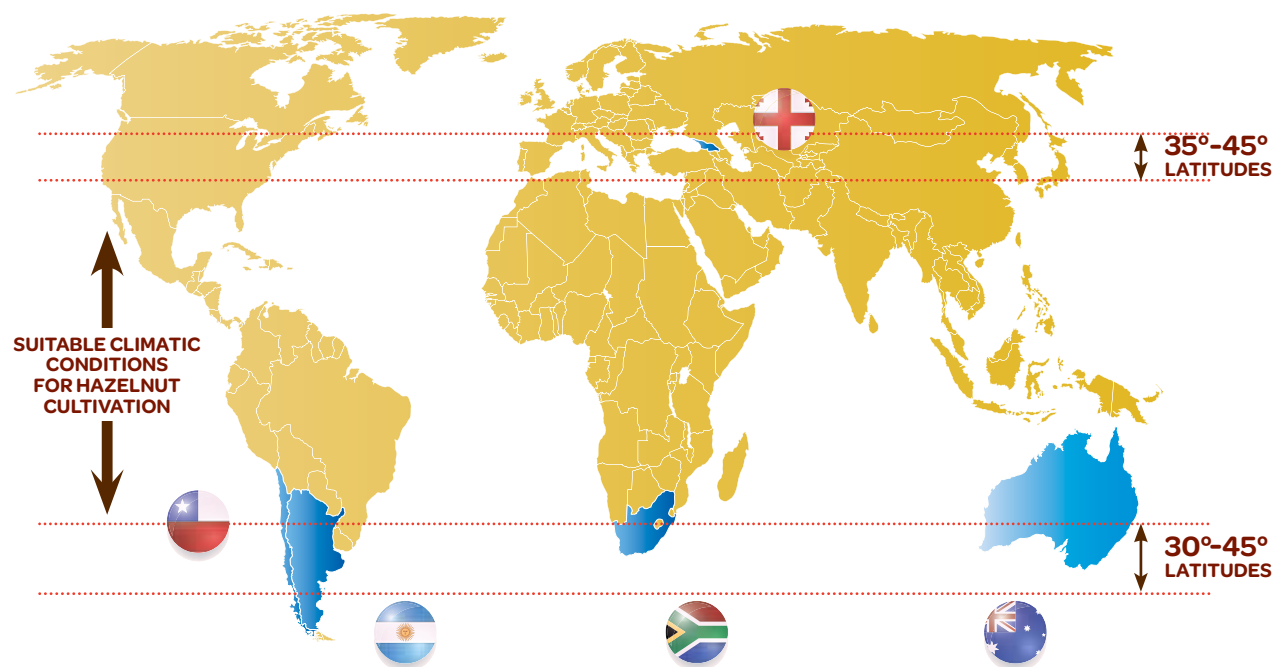 35°-45°
LATITUDES
SUITABLE CLIMATIC
CONDITIONS
FOR HAZELNUT
CULTIVATION
30°-45°
LATITUDES